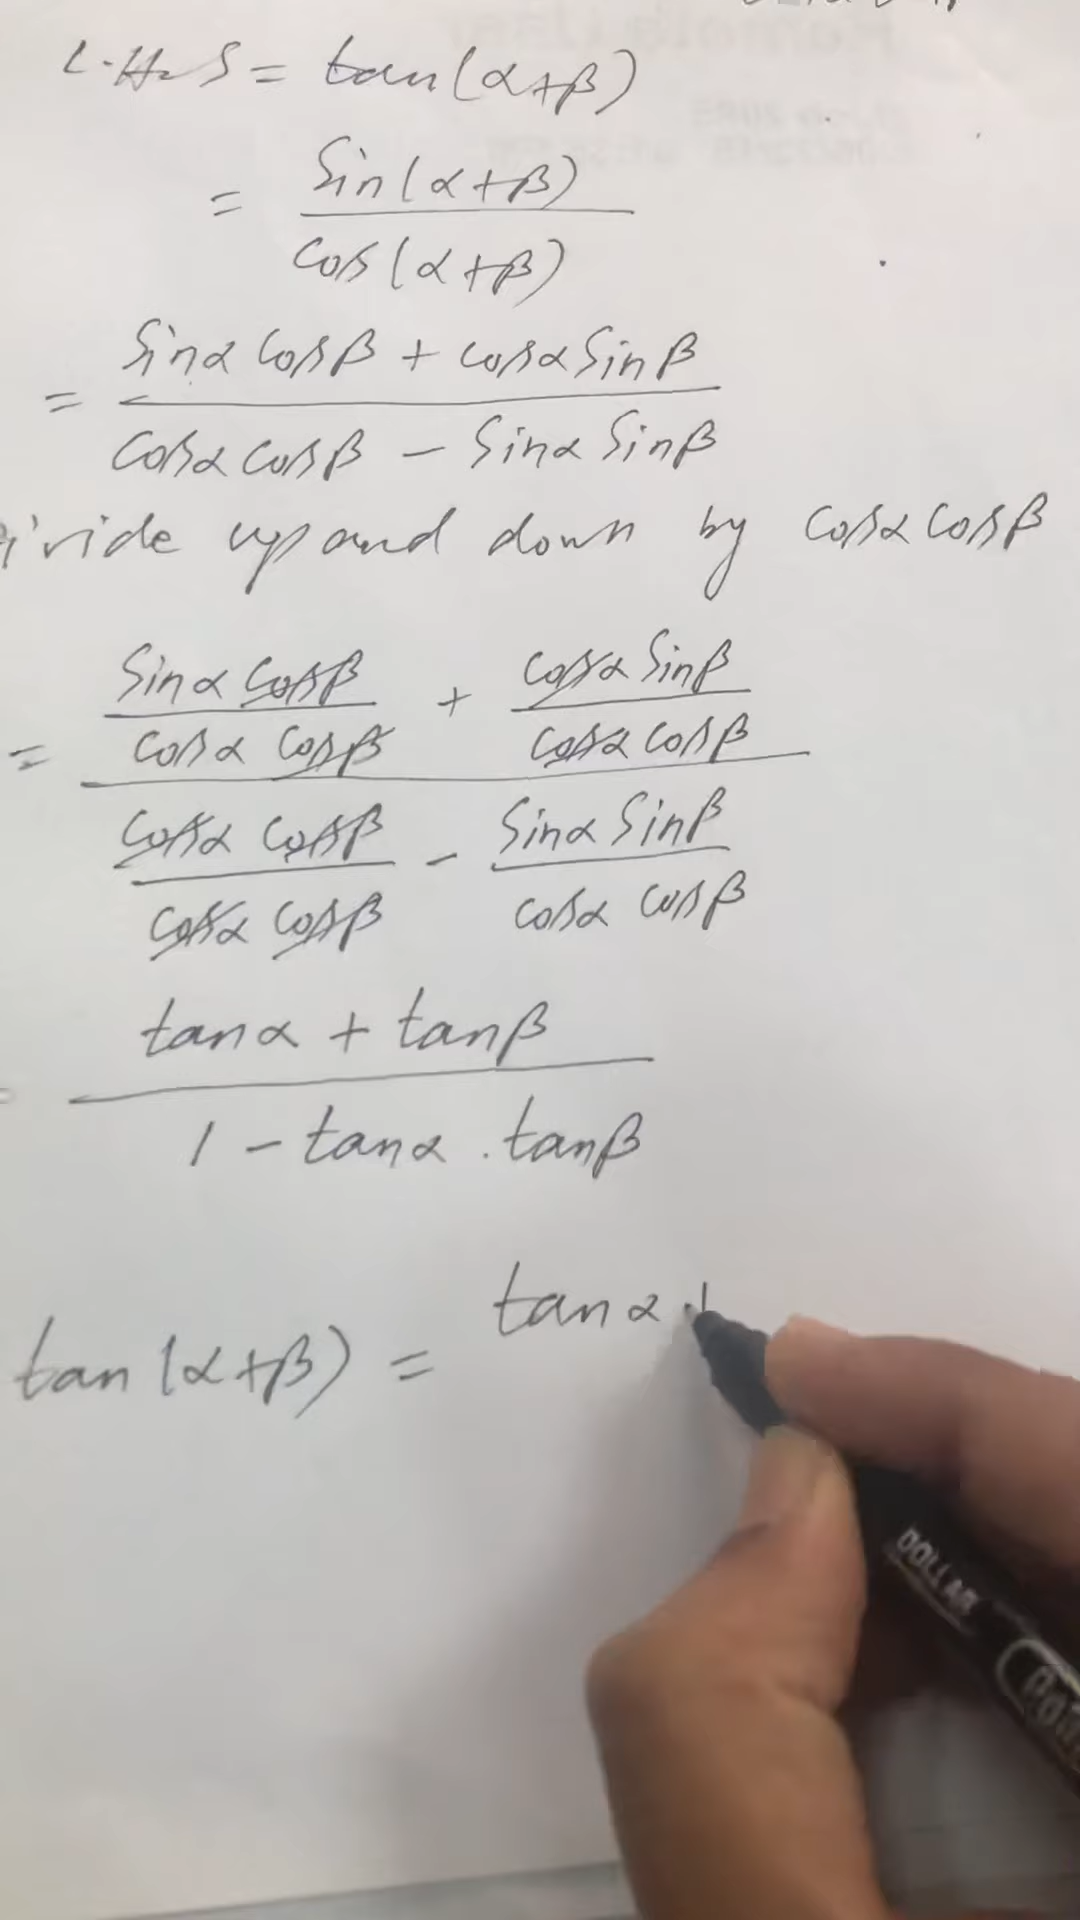 L.H.S = tan(α+β)
= Sin(α+β)
cos(α+β)
= Sinα Cosβ + cosα Sinβ
Cosα cosβ - Sinα Sinβ
ivide up and down by Cosα Cosβ
Sinα Cosβ + Cosα Sinβ
= Cosα Cosβ Cosα Cosβ
Cosα Cosβ - Sinα Sinβ
Cosα Cosβ Cosα Cosβ
tanα + tanβ
1 - tanα . tanβ
tan(α+β) = tanα +
DOLLAR